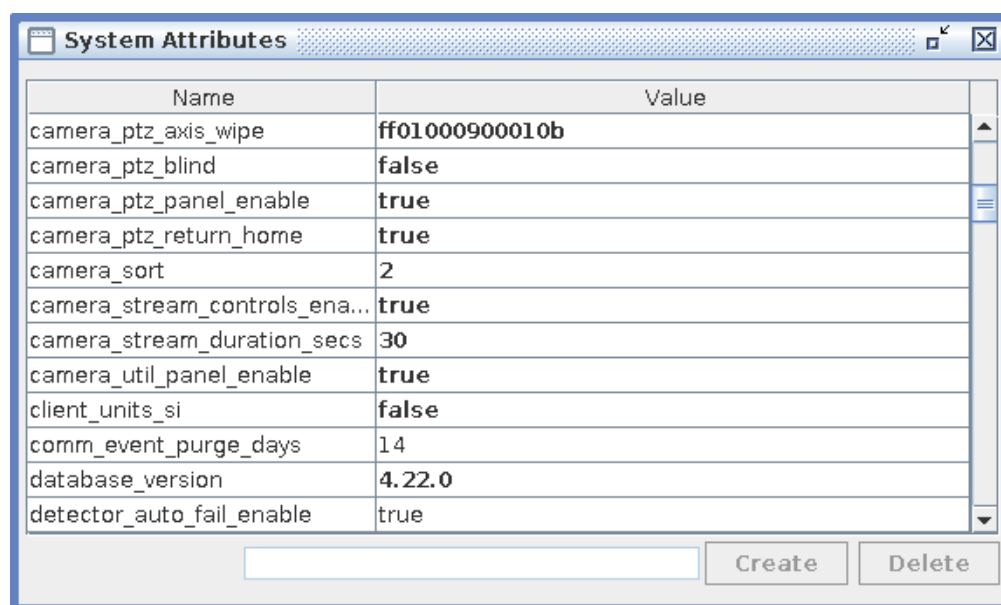 System Attributes
Name Value
camera_ptz_axis_wipe ff01000900010b
camera_ptz_blind false
camera_ptz_panel_enable true
camera_ptz_return_home true
camera_sort 2
camera_stream_controls_ena... true
camera_stream_duration_secs 30
camera_util_panel_enable true
client_units_si false
comm_event_purge_days 14
database_version 4.22.0
detector_auto_fail_enable true
Create Delete